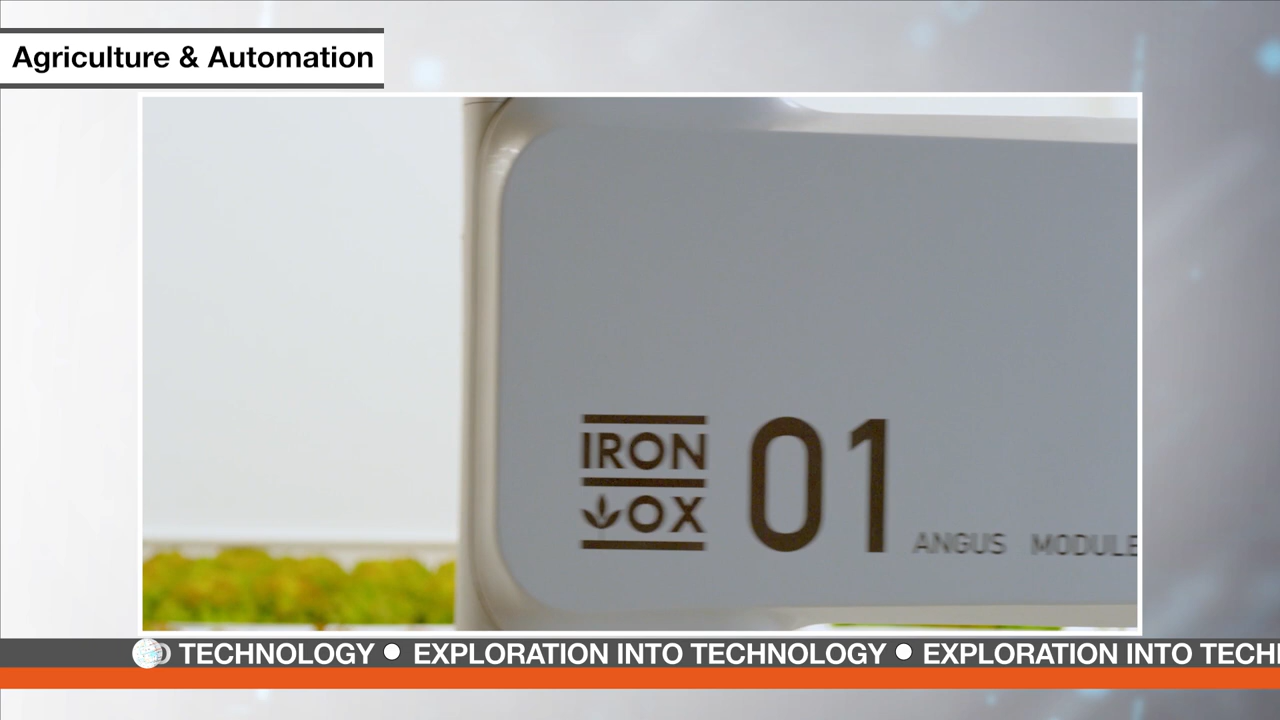 Agriculture & Automation
IRON
OX
01
ANGUS MODULE
TECHNOLOGY ● EXPLORATION INTO TECHNOLOGY ● EXPLORATION INTO TECH